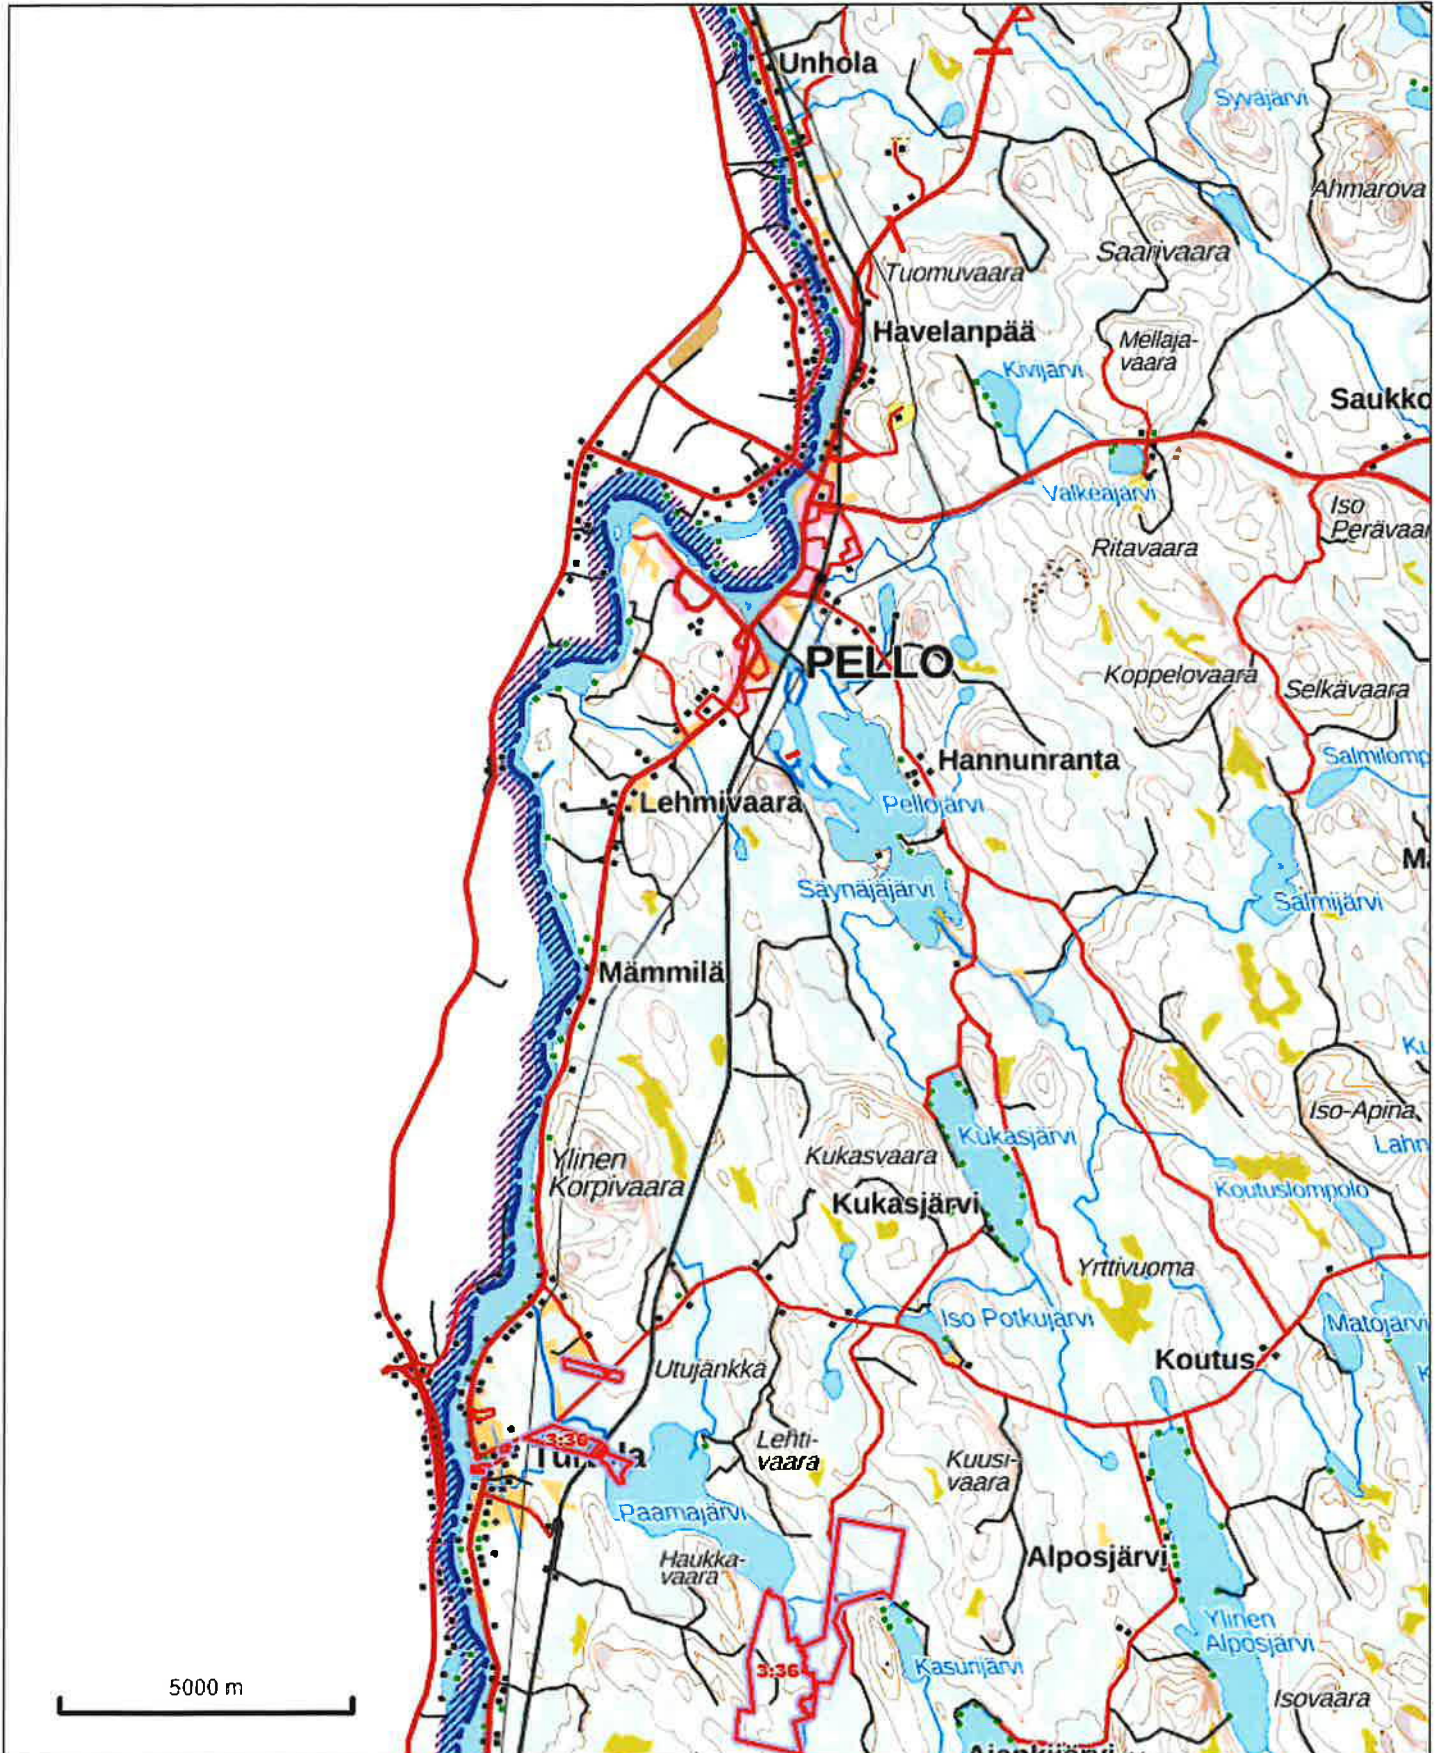 Unhola
Syväjärvi
Ahmarova
Saarivaara
Tuomuvaara
Havelanpää
Mellaja-
vaara
Kivijärvi
Saukko
Valkeajärvi
Iso
Perävaar
Ritavaara
PELLO
Koppelovaara
Selkävaara
Hannunranta
Salmilomp
Lehmivaara
Pellojärvi
Säynäjäjärvi
Salmijärvi
Mämmilä
Iso-Apina
Lahn
Ylinen
Korpivaara
Kukasjärvi
Kukasvaara
Kukasjärvi
Koutuslompolo
Yrttivuoma
Iso Potkujärvi
Matojärvi
Koutus
Utujänkkä
3:36
Lehti-
vaara
Kuusi-
vaara
Paamajärvi
Haukka-
vaara
Alposjärvi
Ylinen
Alposjärvi
Kasurijärvi
3:36
Isovaara
5000 m